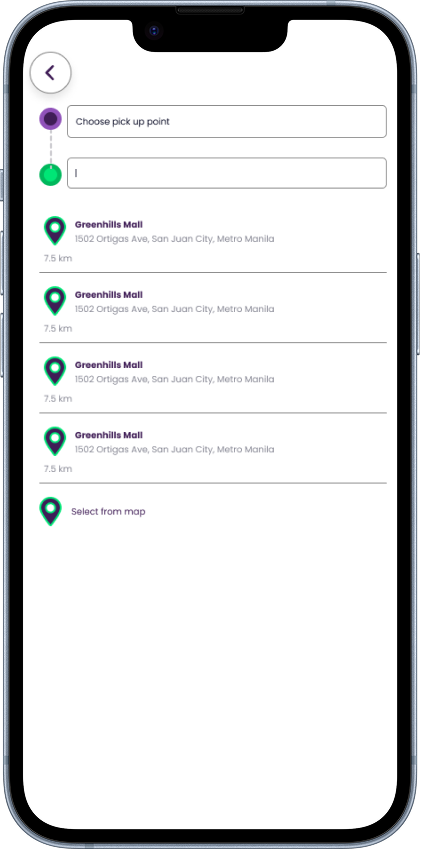 Choose pick up point
Greenhills Mall
1502 Ortigas Ave, San Juan City, Metro Manila
7.5 km
Greenhills Mall
1502 Ortigas Ave, San Juan City, Metro Manila
7.5 km
Greenhills Mall
1502 Ortigas Ave, San Juan City, Metro Manila
7.5 km
Greenhills Mall
1502 Ortigas Ave, San Juan City, Metro Manila
7.5 km
Select from map